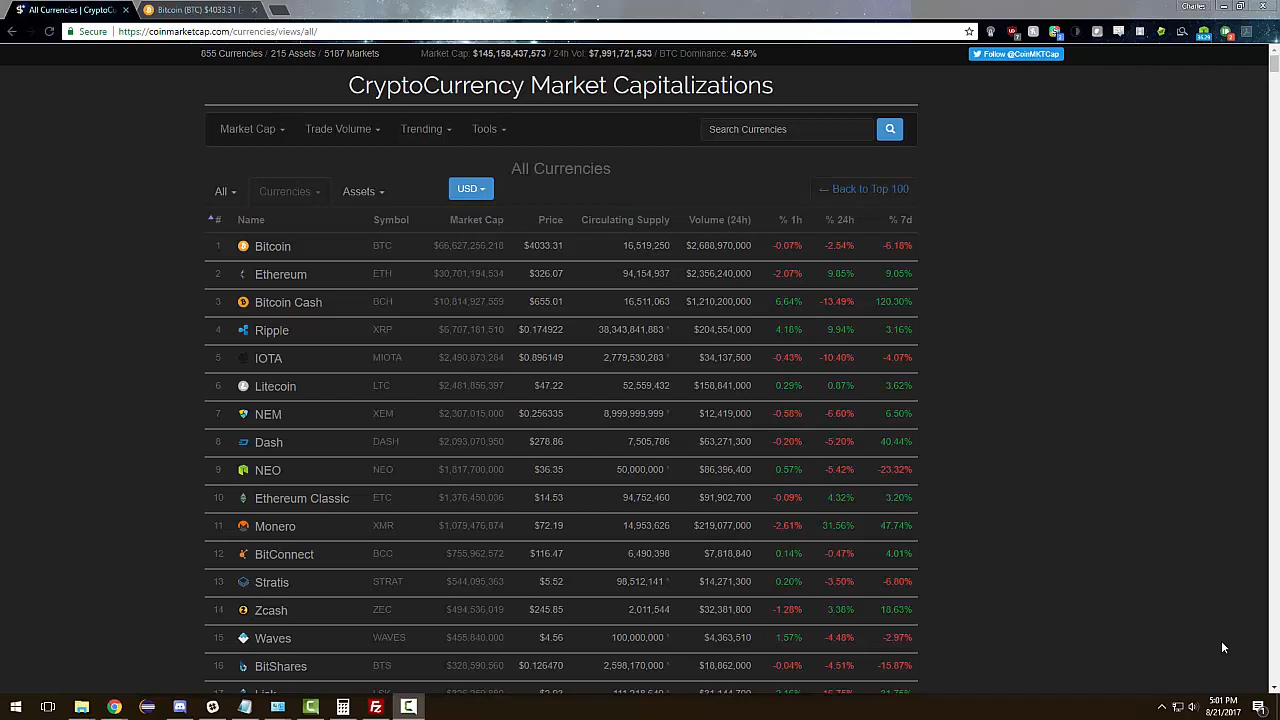 All Currencies | CryptoCu
Bitcoin (BTC) $4033.31 (-
Secure https://coinmarketcap.com/currencies/views/all/
855 Currencies / 215 Assets / 5187 Markets Market Cap: $145,158,437,573 / 24h Vol: $7,991,721,533 / BTC Dominance: 45.9% Follow @CoinMKTCap
CryptoCurrency Market Capitalizations
Market Cap Trade Volume Trending Tools Search Currencies
All Currencies
All Currencies Assets USD ← Back to Top 100
# Name Symbol Market Cap Price Circulating Supply Volume (24h) % 1h % 24h % 7d
1 Bitcoin BTC $66,627,256,218 $4033.31 16,519,250 $2,688,970,000 -0.07% -2.54% -6.18%
2 Ethereum ETH $30,701,194,534 $326.07 94,154,937 $2,356,240,000 -2.07% 9.85% 9.05%
3 Bitcoin Cash BCH $10,814,927,559 $655.01 16,511,063 $1,210,200,000 6.64% -13.49% 120.30%
4 Ripple XRP $6,707,181,510 $0.174922 38,343,841,883 * $204,554,000 4.18% 9.94% 3.16%
5 IOTA MIOTA $2,490,873,284 $0.896149 2,779,530,283 * $34,137,500 -0.43% -10.40% -4.07%
6 Litecoin LTC $2,481,856,397 $47.22 52,559,432 $158,841,000 0.29% 0.87% 3.62%
7 NEM XEM $2,307,015,000 $0.256335 8,999,999,999 * $12,419,000 -0.58% -6.60% 6.50%
8 Dash DASH $2,093,070,950 $278.86 7,505,786 $63,271,300 -0.20% -5.20% 40.44%
9 NEO NEO $1,817,700,000 $36.35 50,000,000 * $86,396,400 0.57% -5.42% -23.32%
10 Ethereum Classic ETC $1,376,450,036 $14.53 94,752,460 $91,902,700 -0.09% 4.32% 3.20%
11 Monero XMR $1,079,476,874 $72.19 14,953,626 $219,077,000 -2.61% 31.56% 47.74%
12 BitConnect BCC $755,962,572 $116.47 6,490,398 $7,818,840 0.14% -0.47% 4.01%
13 Stratis STRAT $544,095,363 $5.52 98,512,141 * $14,271,300 0.20% -3.50% -6.80%
14 Zcash ZEC $494,536,019 $245.85 2,011,544 $32,381,800 -1.28% 3.38% 18.63%
15 Waves WAVES $455,840,000 $4.56 100,000,000 * $4,363,510 1.57% -4.48% -2.97%
16 BitShares BTS $328,590,560 $0.126470 2,598,170,000 * $18,862,000 -0.04% -4.51% -15.87%
5:01 PM
8/21/2017